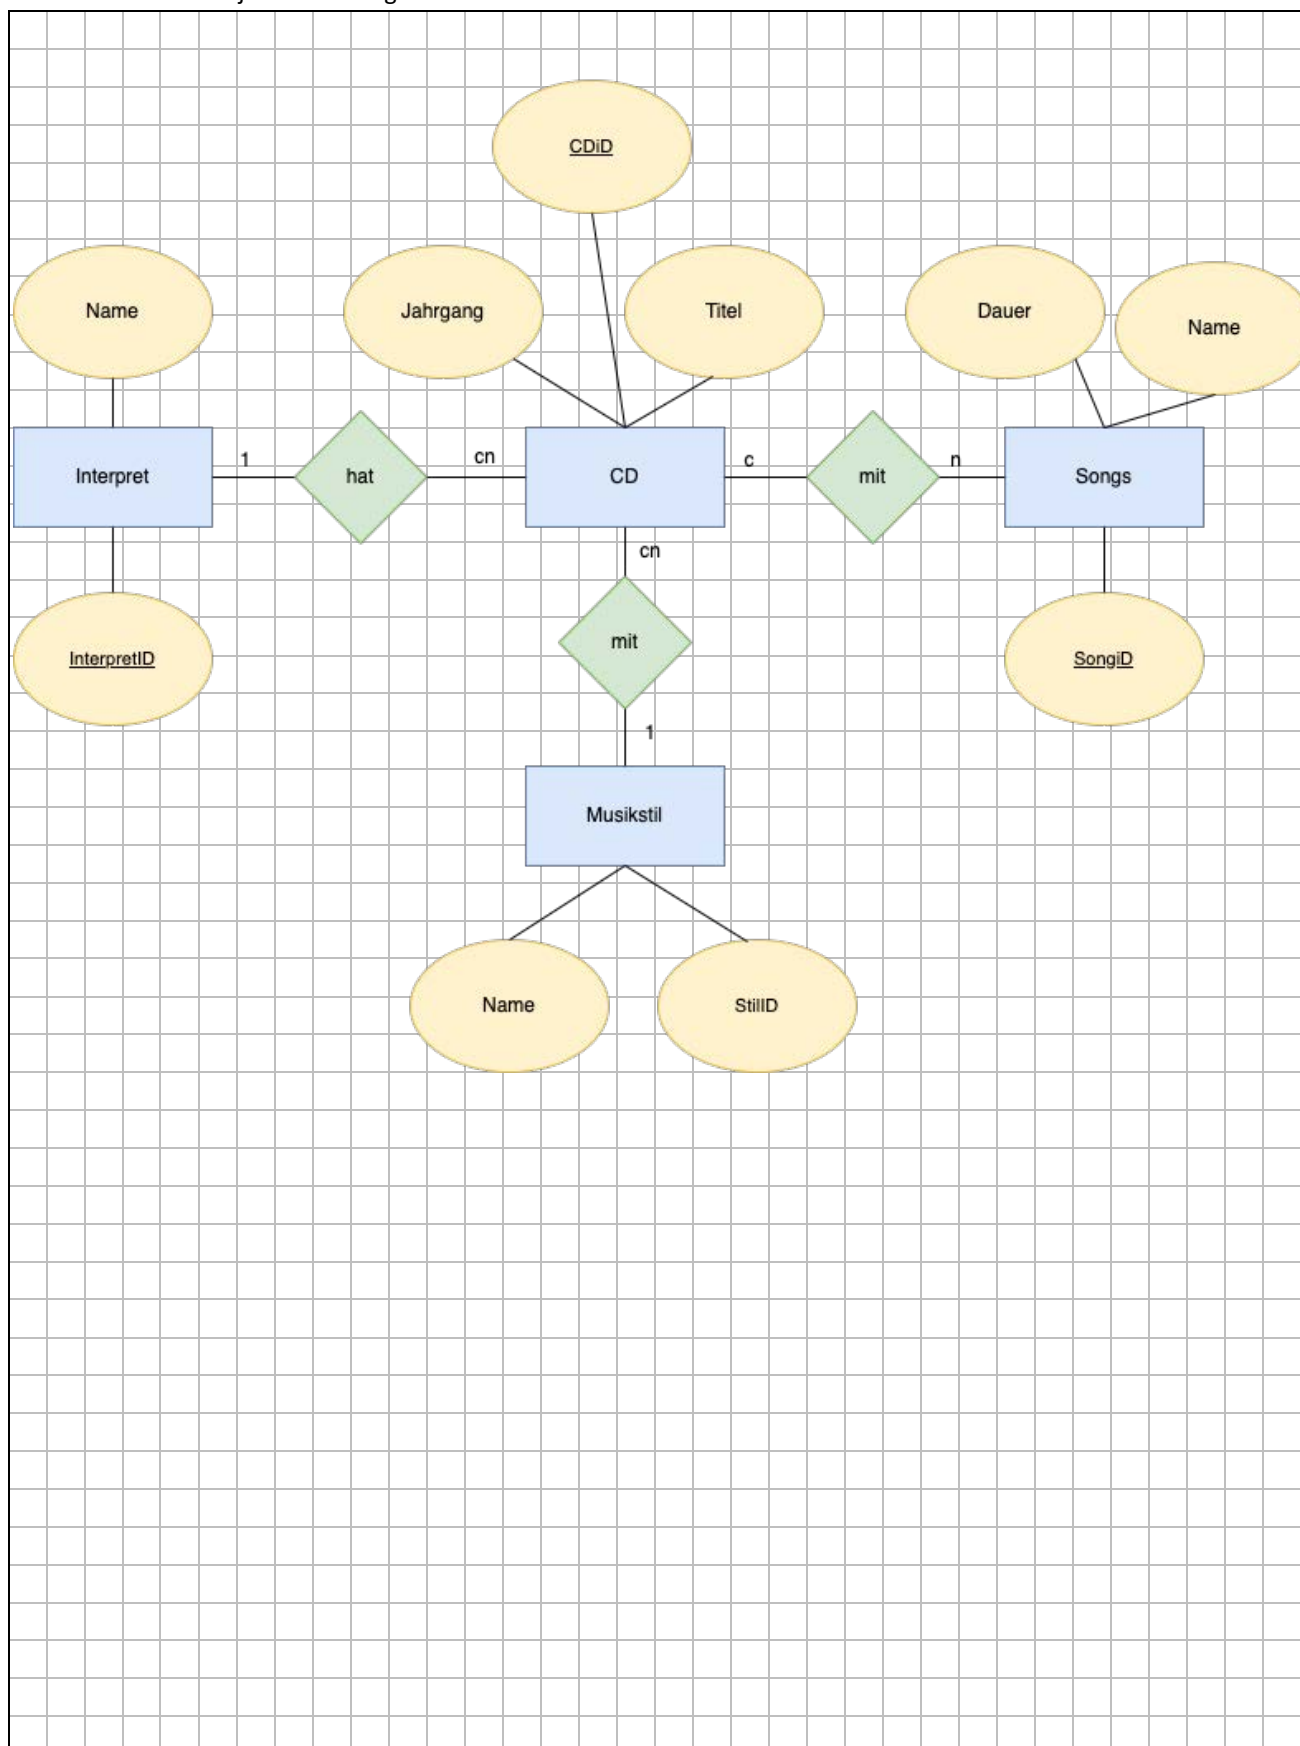 CDiD
Name
Jahrgang
Titel
Dauer
Name
Interpret
1
hat
cn
CD
c
mit
n
Songs
cn
mit
InterpretID
SongiD
1
Musikstil
Name
StilID